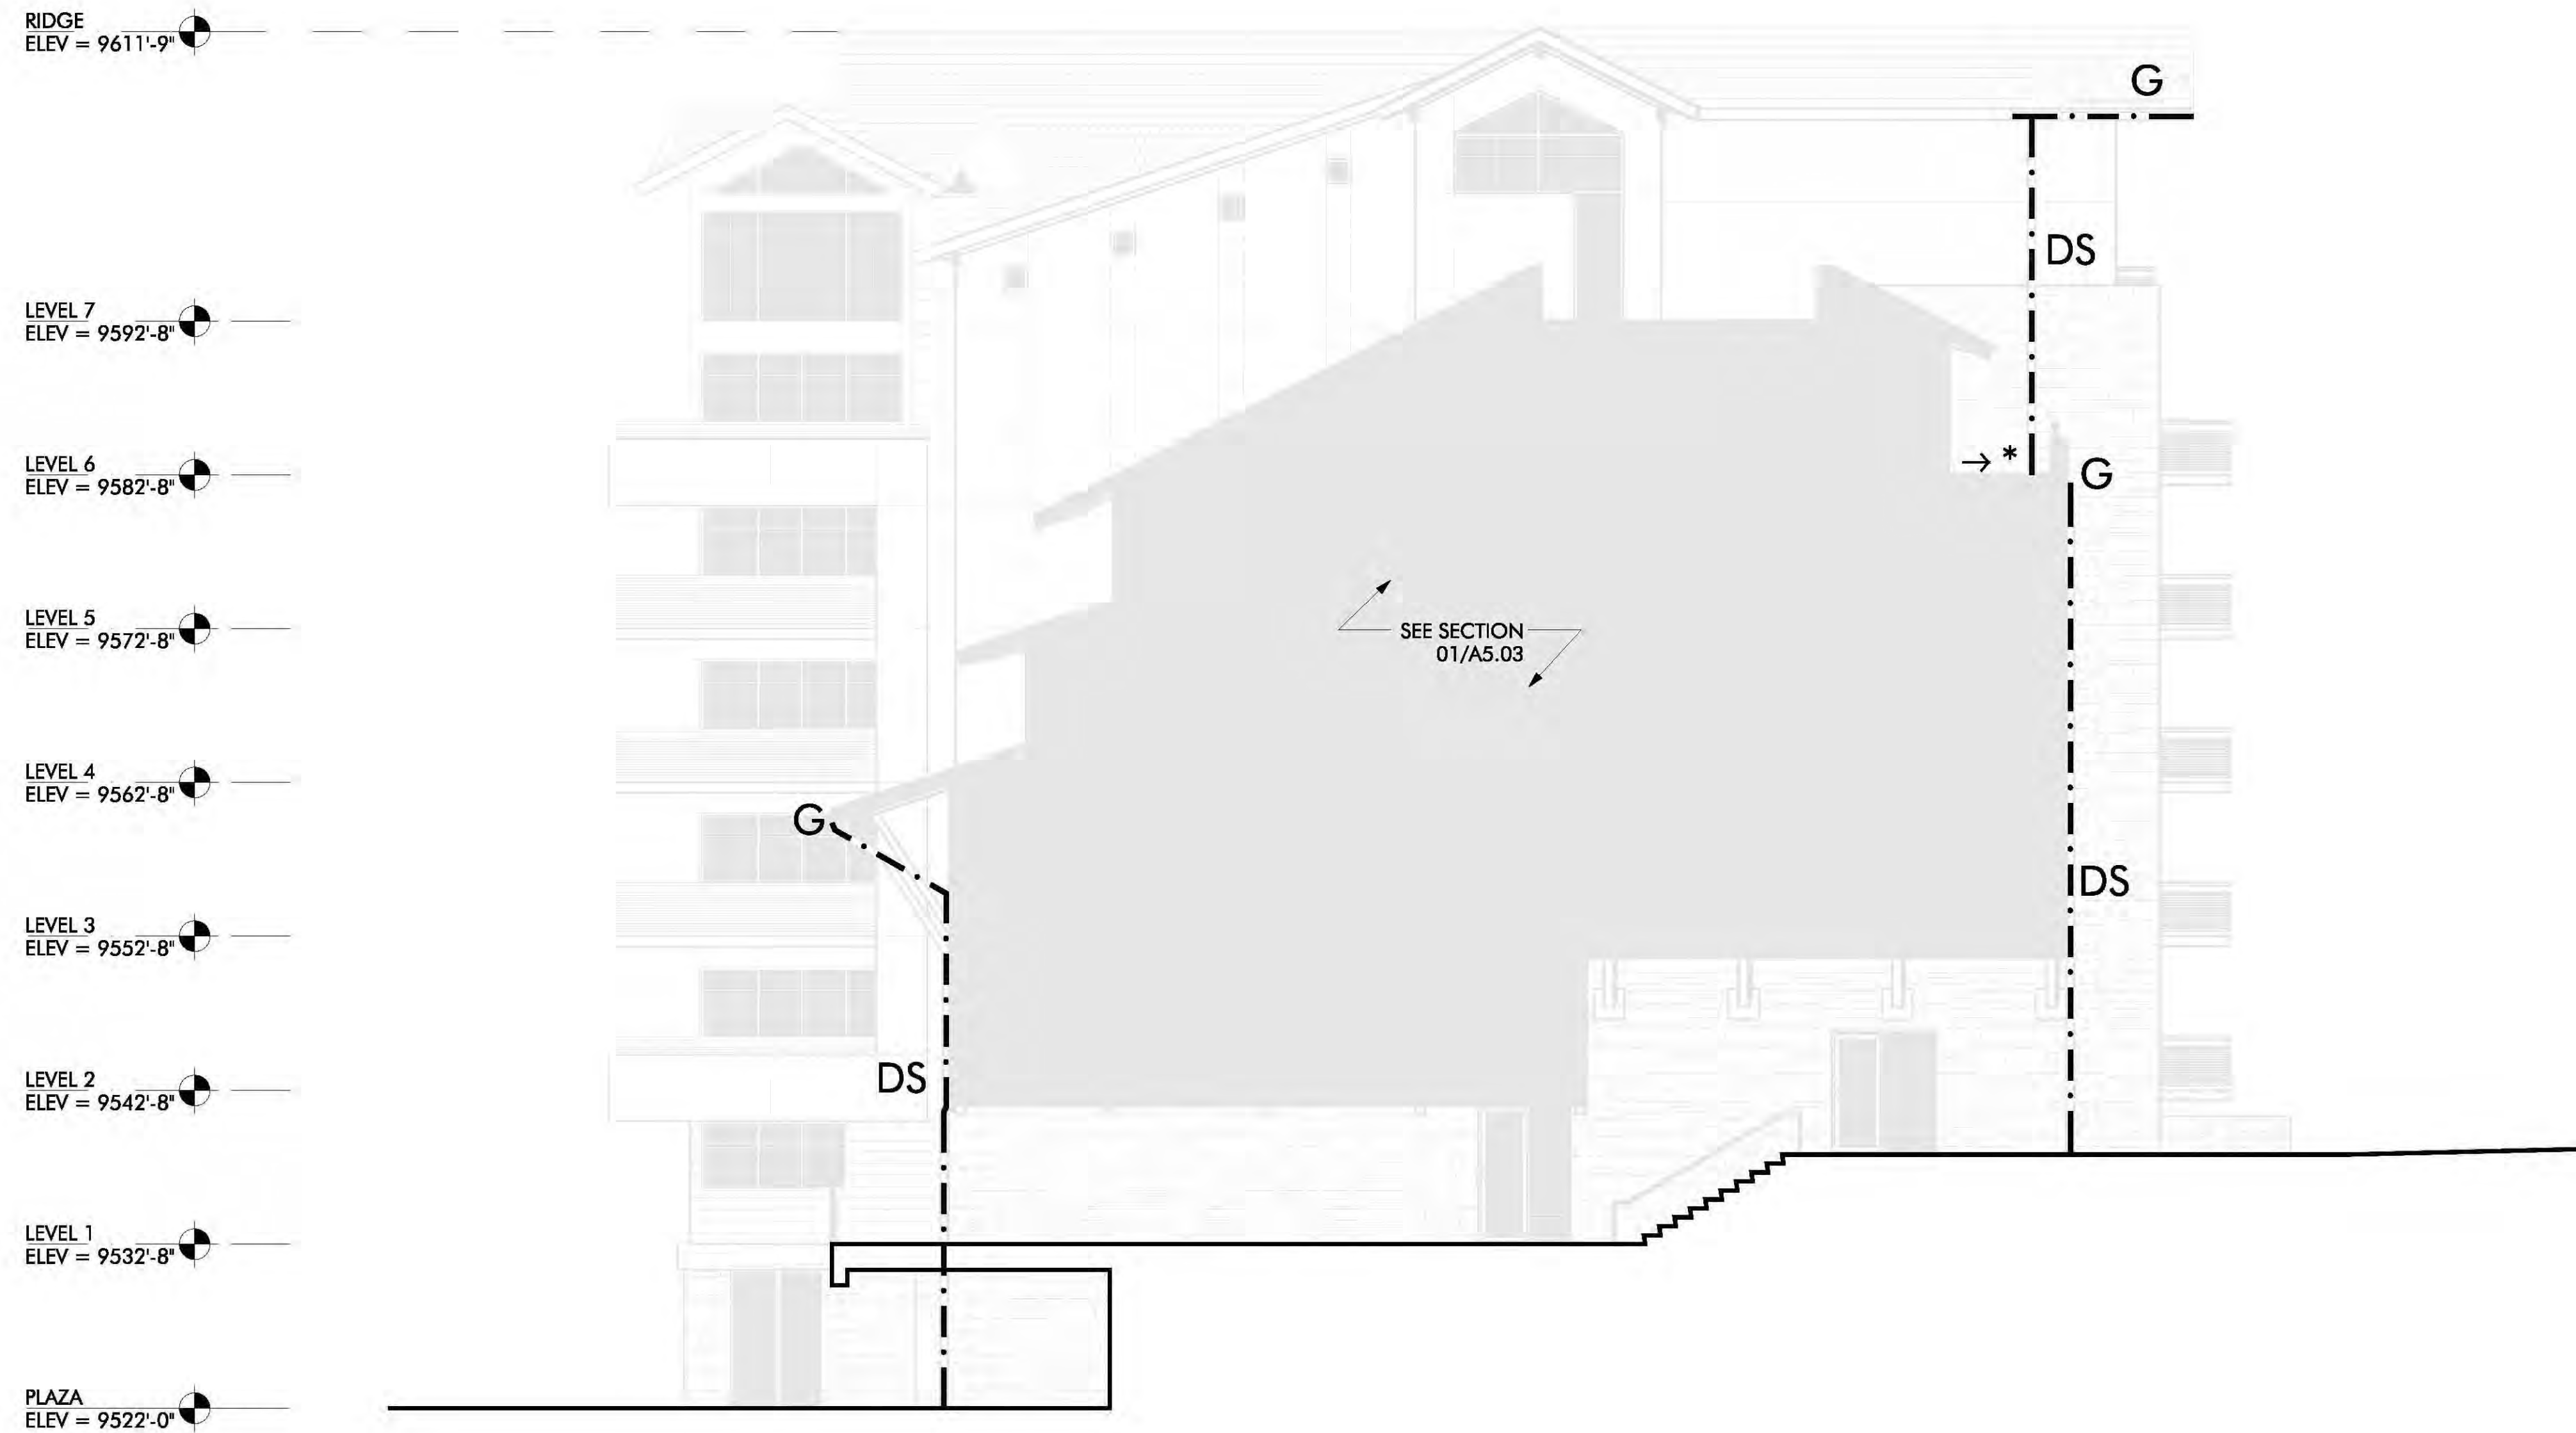 RIDGE
ELEV = 9611'-9"
G
DS
LEVEL 7
ELEV = 9592'-8"
LEVEL 6
ELEV = 9582'-8"
→ *
G
LEVEL 5
ELEV = 9572'-8"
SEE SECTION
01/A5.03
LEVEL 4
ELEV = 9562'-8"
G
DS
LEVEL 3
ELEV = 9552'-8"
DS
LEVEL 2
ELEV = 9542'-8"
LEVEL 1
ELEV = 9532'-8"
PLAZA
ELEV = 9522'-0"